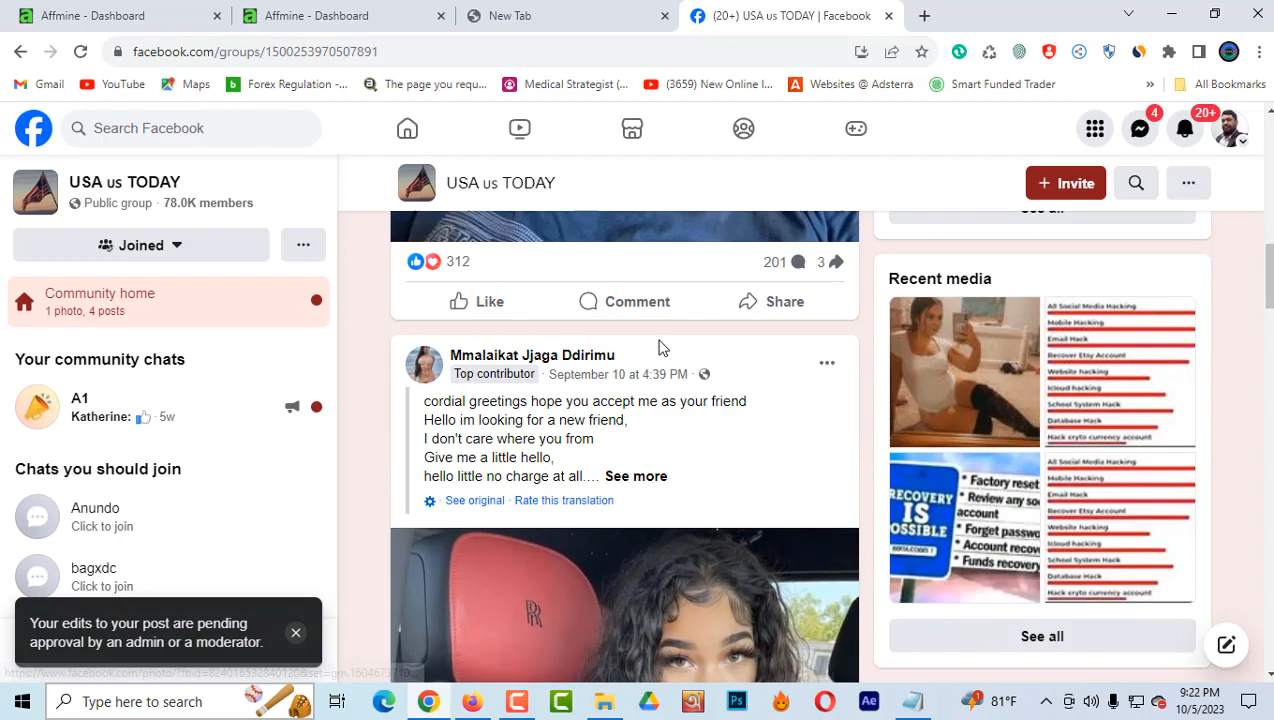 Affmine - Dashboard
Affmine - Dashboard
New Tab
(20+) USA us TODAY | Facebook
facebook.com/groups/1500253970507891
Gmail
YouTube
Maps
Forex Regulation -...
The page you requ...
Medical Strategist (...
(3659) New Online I...
Websites @ Adsterra
Smart Funded Trader
All Bookmarks
Search Facebook
4
20+
USA us TODAY
Public group · 78.0K members
Joined
USA us TODAY
Invite
Community home
1 photo, 4 posts
Your community chats
A1
Katherine: · 5w
Chats you should join
Anundo
Click to join
bagxdc
Click to join
Your edits to your post are pending
approval by an admin or a moderator.
312
201
3
Like
Comment
Share
Mmalaikat Jjaga Ddirimu
Top contributor · September 10 at 4:39 PM ·
cordial greetings hope you accept me as your friend
Hello im looking for a new friend,
I don't care where you from
Give me a little hello,
hello little no charge at all.... See more
See original · Rate this translation
Recent media
All Social Media Hacking
Mobile Hacking
Email Hack
Recover Etsy Account
Website hacking
Icloud hacking
School System Hack
Database Hack
Hack cryto currency account
RECOVERY
IS
POSSIBLE
• Factory reset
• Review any so
account
• Forget passwo
• Account recov
• Funds recovery
All Social Media Hacking
Mobile Hacking
Email Hack
Recover Etsy Account
Website hacking
Icloud hacking
School System Hack
Database Hack
Hack cryto currency account
See all
Type here to search
81°F
9:22 PM
10/5/2023